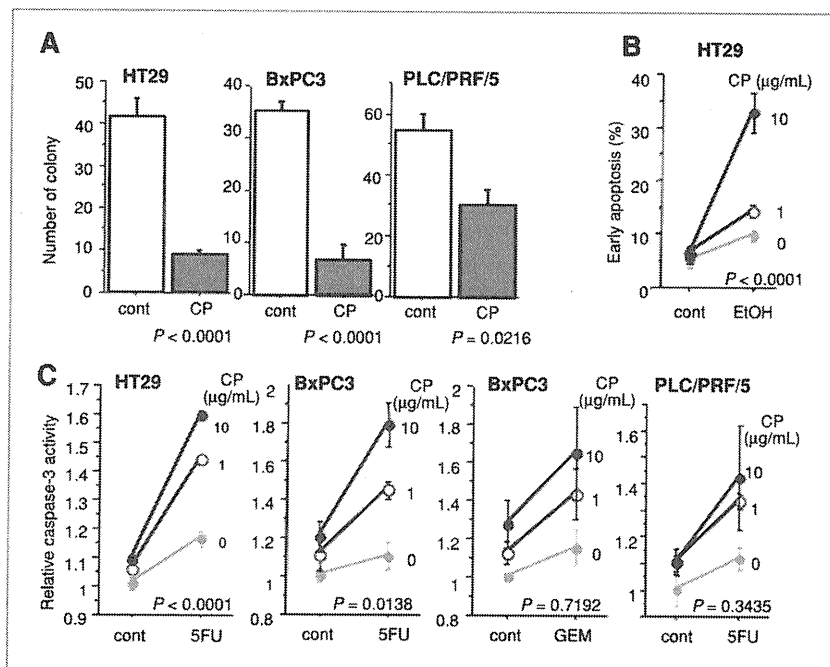 A
HT29
BxPC3
PLC/PRF/5
Number of colony
50
40
30
20
10
0
40
30
20
10
0
60
40
20
0
cont CP
cont CP
cont CP
P < 0.0001
P < 0.0001
P = 0.0216
B
HT29
CP (μg/mL)
Early apoptosis (%)
40
30
20
10
0
10
1
0
P < 0.0001
cont EtOH
C
HT29
CP
(μg/mL)
Relative caspase-3 activity
1.7
1.6
1.5
1.4
1.3
1.2
1.1
1
0.9
10
1
0
P < 0.0001
cont 5FU
BxPC3
CP
(μg/mL)
2
1.8
1.6
1.4
1.2
1
0.8
10
1
0
P = 0.0138
cont 5FU
BxPC3
CP
(μg/mL)
2
1.8
1.6
1.4
1.2
1
0.8
10
1
0
P = 0.7192
cont GEM
PLC/PRF/5
CP
(μg/mL)
1.6
1.4
1.2
1
10
1
0
P = 0.3435
cont 5FU